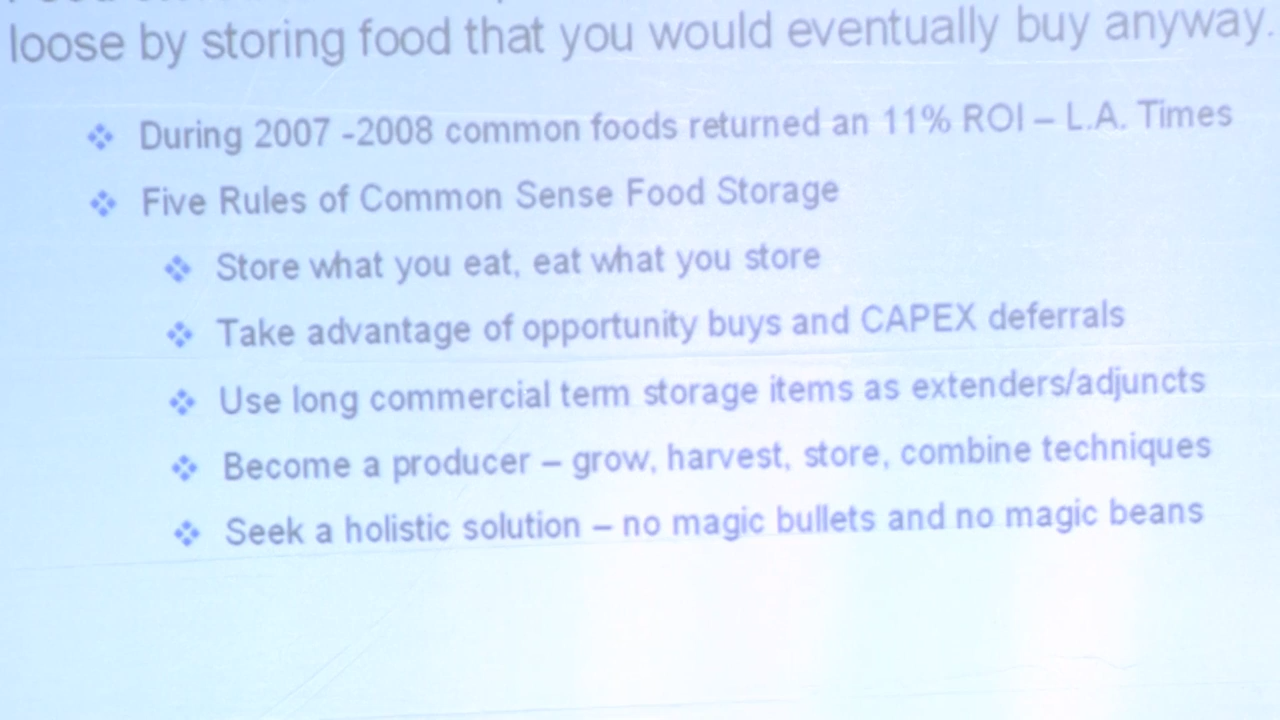 loose by storing food that you would eventually buy anyway.
During 2007 -2008 common foods returned an 11% ROI – L.A. Times
Five Rules of Common Sense Food Storage
Store what you eat, eat what you store
Take advantage of opportunity buys and CAPEX deferrals
Use long commercial term storage items as extenders/adjuncts
Become a producer – grow, harvest, store, combine techniques
Seek a holistic solution – no magic bullets and no magic beans